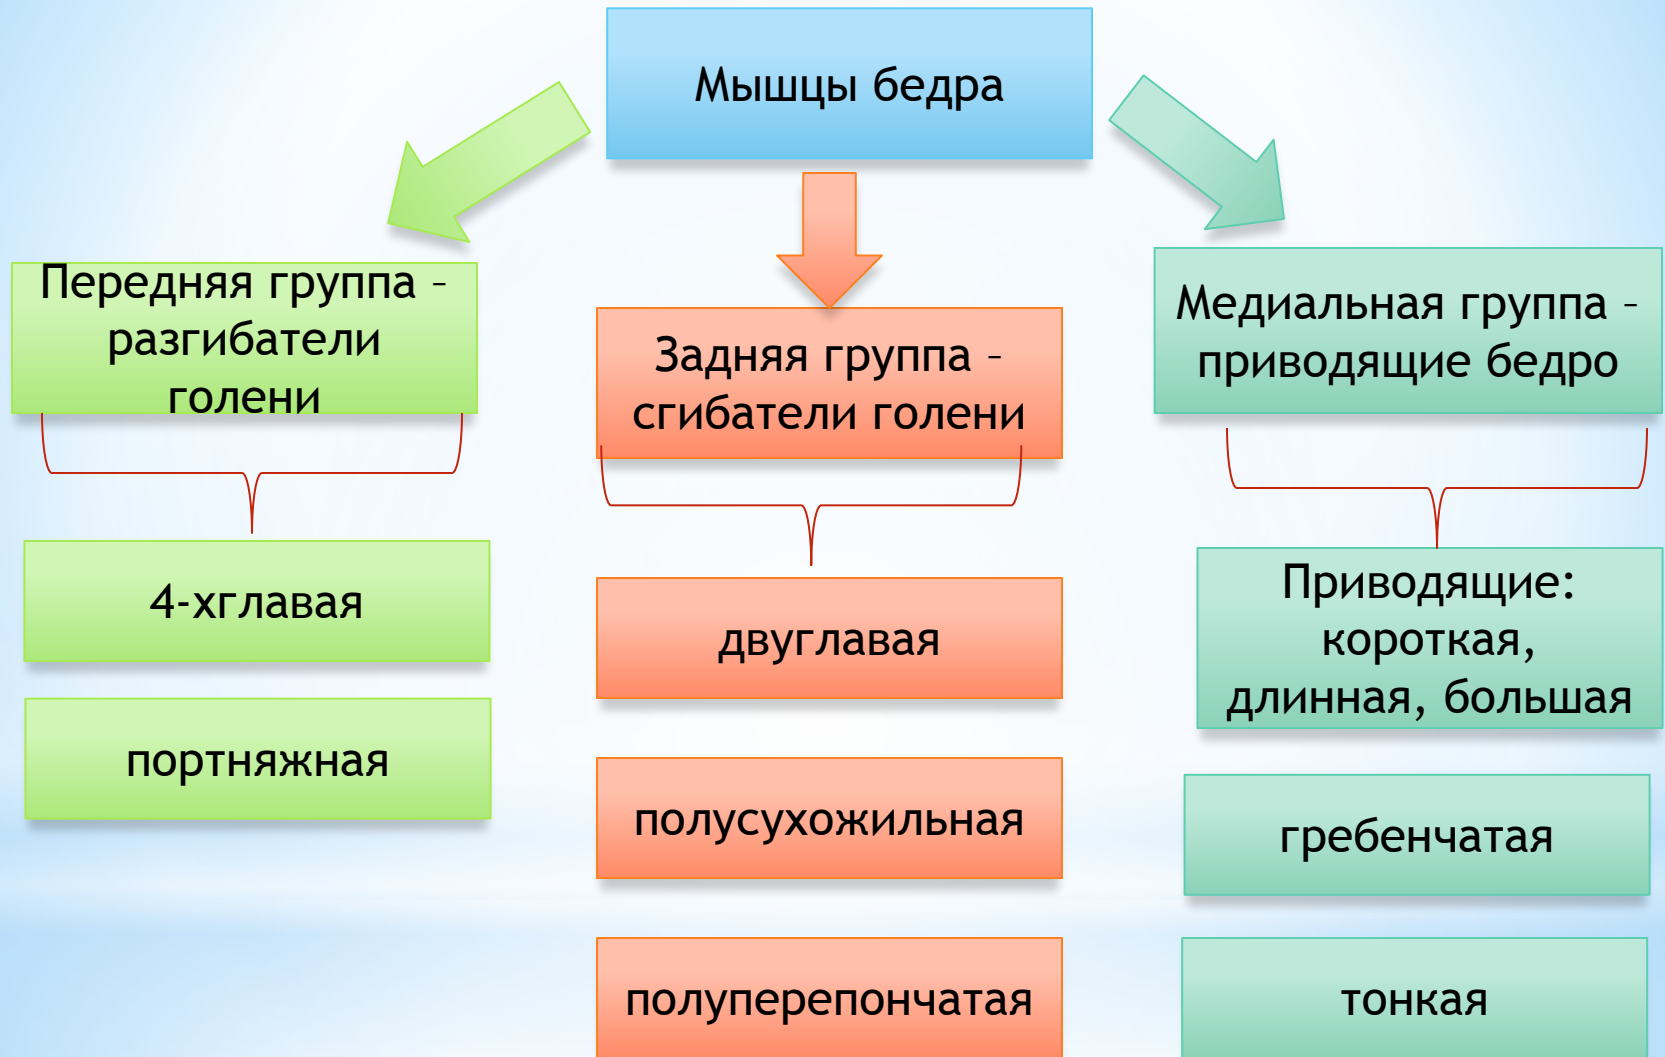 Мышцы бедра
Передняя группа –
разгибатели
голени
Задняя группа –
сгибатели голени
Медиальная группа –
приводящие бедро
4-хглавая
портняжная
двуглавая
полусухожильная
полуперепончатая
Приводящие:
короткая,
длинная, большая
гребенчатая
тонкая